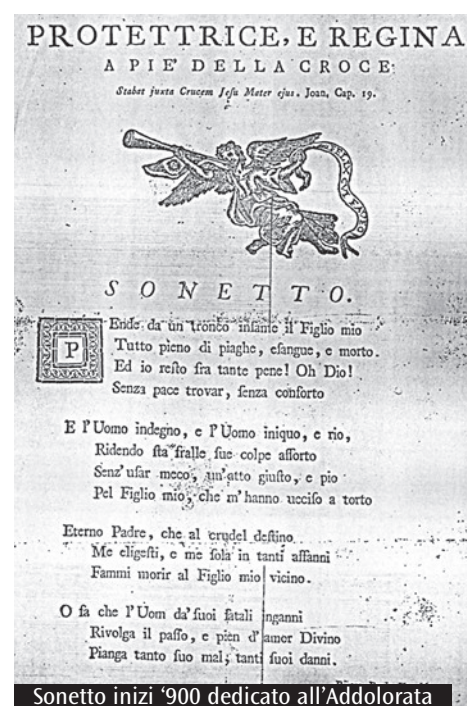 PROTETTRICE, E REGINA
A PIE' DELLA CROCE:
Stabat juxta Crucem Jeſu Mater ejus. Joan, Cap. 19.
SONETTO.
PEnde da un tronco infame il Figlio mio
Tutto pieno di piaghe, eſangue, e morto.
Ed io reſto fra tante pene! Oh Dio!
Senza pace trovar, ſenza conforto
E l'Uomo indegno, e l'Uomo iniquo, e rio,
Ridendo ſta fralle ſue colpe aſſorto
Senz' uſar meco, un'atto giuſto, e pio
Pel Figlio mio, che m'hanno ucciſo a torto
Eterno Padre, che al crudel deſtino
Me eligeſti, e me ſola in tanti affanni
Fammi morir al Figlio mio vicino.
O fa che l'Uom da' ſuoi fatali inganni
Rivolga il paſſo, e pien d'amer Divino
Pianga tanto ſuo mal, tanti ſuoi danni.
Sonetto inizi ‘900 dedicato all’Addolorata